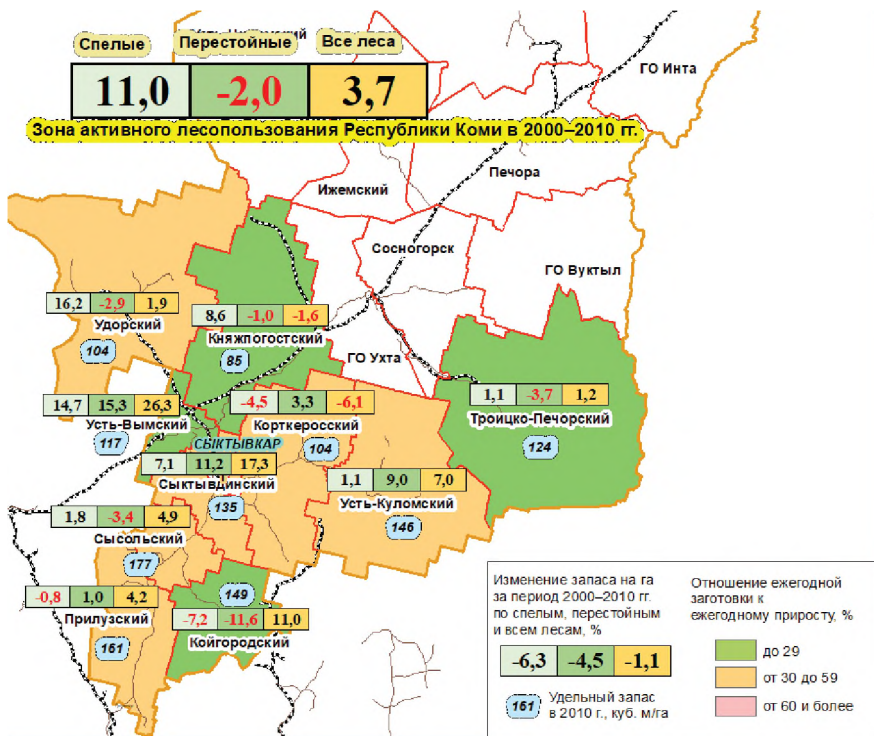 Спелые Перестойные Все леса
11,0 -2,0 3,7
Зона активного лесопользования Республики Коми в 2000–2010 гг.
ГО Инта
Печора
Ижемский
Сосногорск
ГО Вуктыл
16,2 -2,9 1,9
Удорский
104
8,6 -1,0 -1,6
Княжпогостский
85
ГО Ухта
1,1 -3,7 1,2
Троицко-Печорский
124
14,7 15,3 26,3
Усть-Вымский
117
-4,5 3,3 -6,1
Корткеросский
104
СЫКТЫВКАР
7,1 11,2 17,3
Сыктывдинский
135
1,1 9,0 7,0
Усть-Куломский
146
1,8 -3,4 4,9
Сысольский
177
-0,8 1,0 4,2
Прилузский
161
149
-7,2 -11,6 11,0
Койгородский
Изменение запаса на га
за период 2000–2010 гг.
по спелым, перестойным
и всем лесам, %
-6,3 -4,5 -1,1
161 Удельный запас
в 2010 г., куб. м/га
Отношение ежегодной
заготовки к
ежегодному приросту, %
до 29
от 30 до 59
от 60 и более